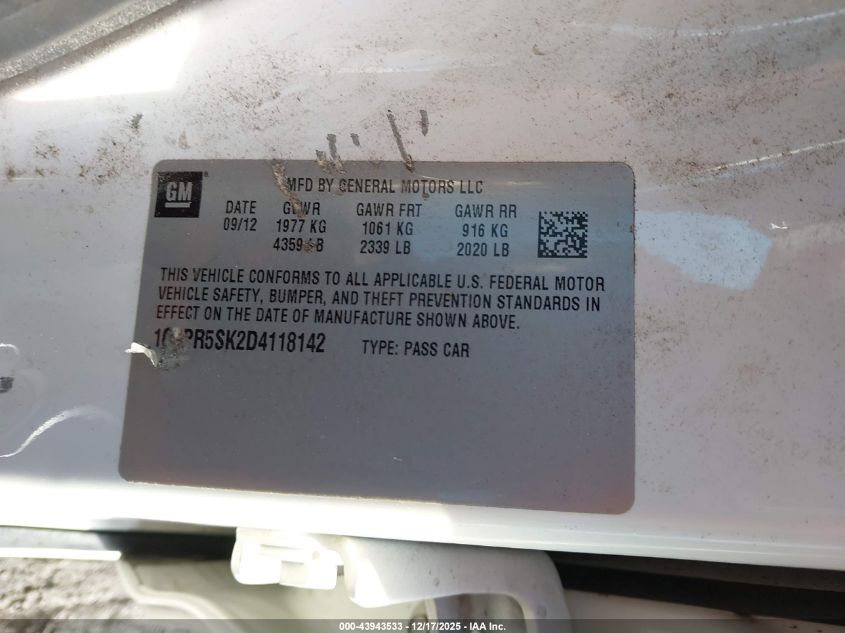 GM
MFD BY GENERAL MOTORS LLC
DATE GVWR GAWR FRT GAWR RR
09/12 1977 KG 1061 KG 916 KG
4359 LB 2339 LB 2020 LB
THIS VEHICLE CONFORMS TO ALL APPLICABLE U.S. FEDERAL MOTOR
VEHICLE SAFETY, BUMPER, AND THEFT PREVENTION STANDARDS IN
EFFECT ON THE DATE OF MANUFACTURE SHOWN ABOVE.
TYPE: PASS CAR
000-43943533 - 12/17/2025 - IAA Inc.